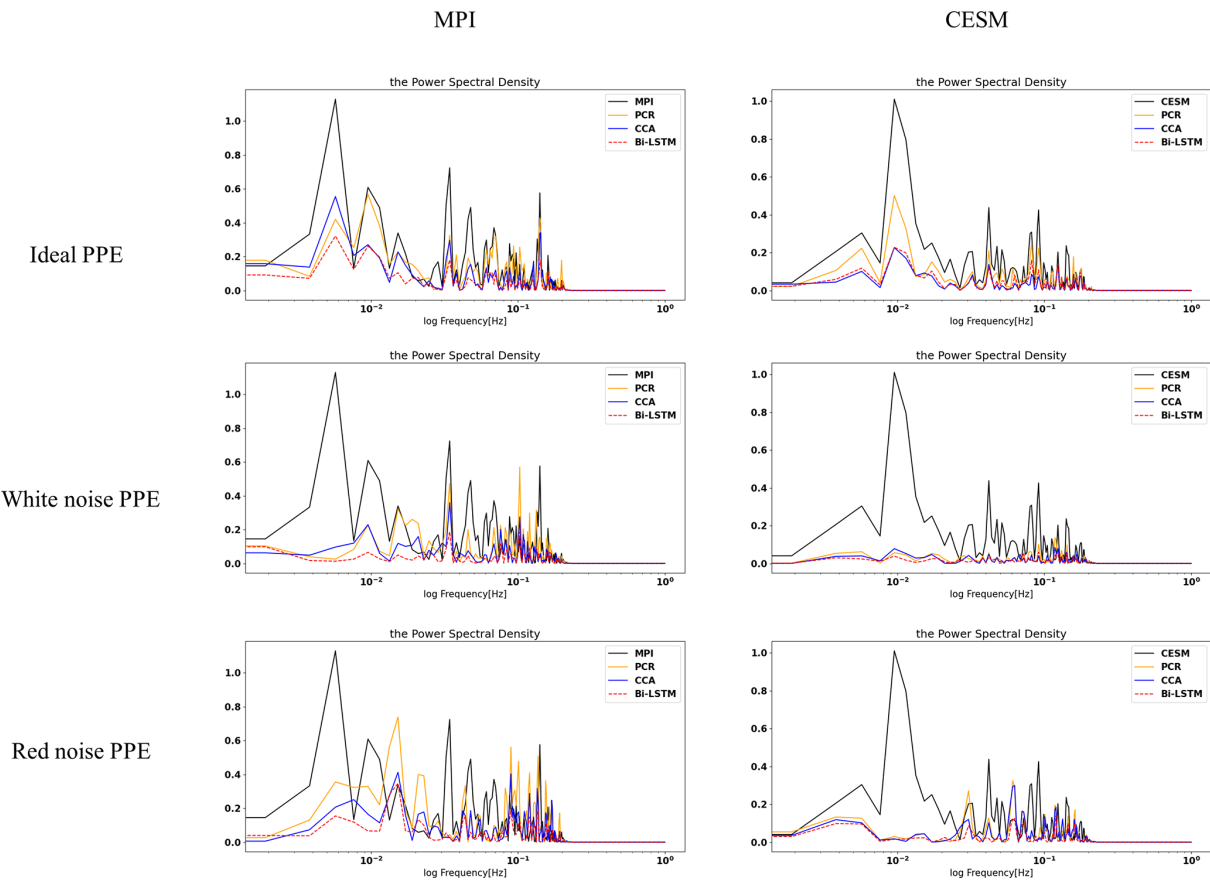 MPI CESM
Ideal PPE
the Power Spectral Density
MPI
PCR
CCA
Bi-LSTM
1.0
0.8
0.6
0.4
0.2
0.0
10⁻² 10⁻¹ 10⁰
log Frequency[Hz]
the Power Spectral Density
CESM
PCR
CCA
Bi-LSTM
1.0
0.8
0.6
0.4
0.2
0.0
10⁻² 10⁻¹ 10⁰
log Frequency[Hz]
White noise PPE
the Power Spectral Density
MPI
PCR
CCA
Bi-LSTM
1.0
0.8
0.6
0.4
0.2
0.0
10⁻² 10⁻¹ 10⁰
log Frequency[Hz]
the Power Spectral Density
CESM
PCR
CCA
Bi-LSTM
1.0
0.8
0.6
0.4
0.2
0.0
10⁻² 10⁻¹ 10⁰
log Frequency[Hz]
Red noise PPE
the Power Spectral Density
MPI
PCR
CCA
Bi-LSTM
1.0
0.8
0.6
0.4
0.2
0.0
10⁻² 10⁻¹ 10⁰
log Frequency[Hz]
the Power Spectral Density
CESM
PCR
CCA
Bi-LSTM
1.0
0.8
0.6
0.4
0.2
0.0
10⁻² 10⁻¹ 10⁰
log Frequency[Hz]